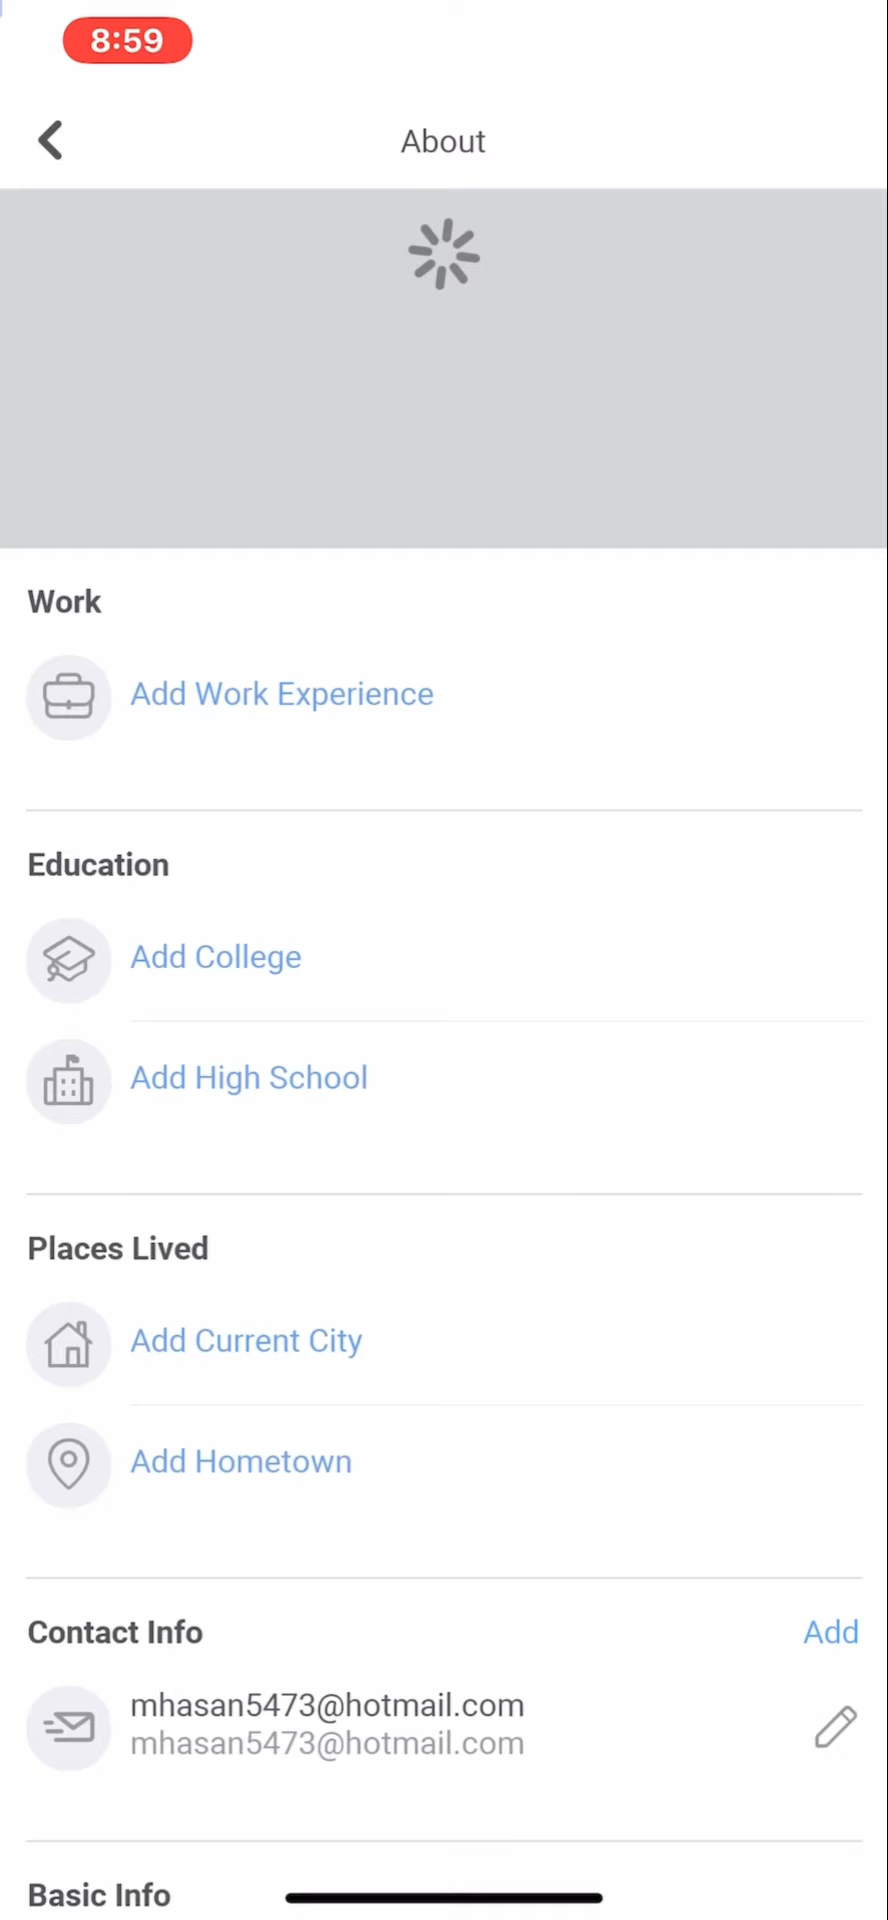 8:59
About
Work
Add Work Experience
Education
Add College
Add High School
Places Lived
Add Current City
Add Hometown
Contact Info
Add
mhasan5473@hotmail.com
mhasan5473@hotmail.com
Basic Info